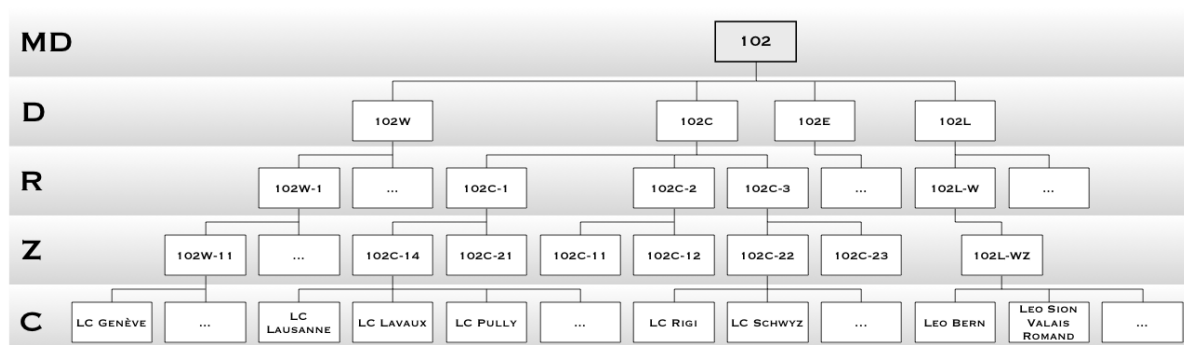 MD
102
D
102W
102C
102E
102L
R
102W-1
...
102C-1
102C-2
102C-3
...
102L-W
...
Z
102W-11
...
102C-14
102C-21
102C-11
102C-12
102C-22
102C-23
102L-WZ
C
LC GENÈVE
...
LC
LAUSANNE
LC LAVAUX
LC PULLY
...
LC RIGI
LC SCHWYZ
...
LEO BERN
LEO SION
VALAIS
ROMAND
...